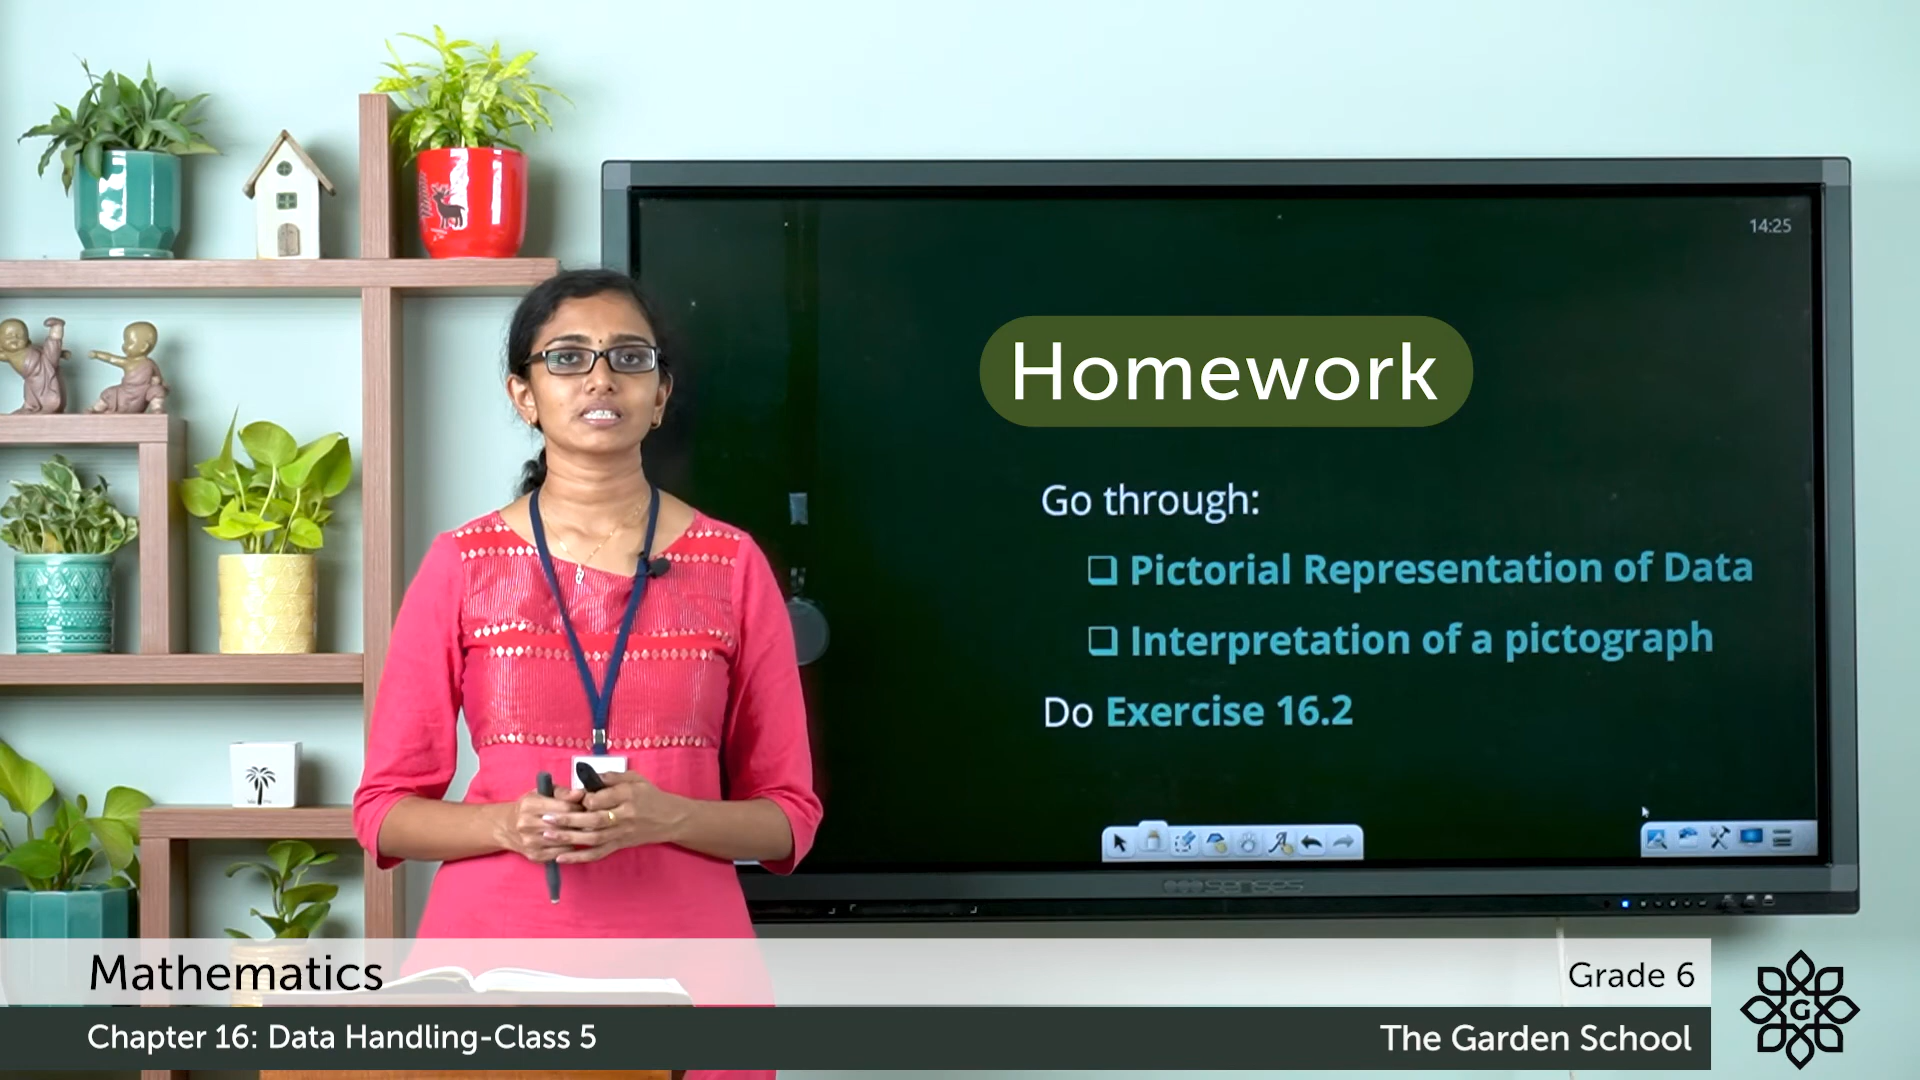 14:25
Homework
Go through:
❑ Pictorial Representation of Data
❑ Interpretation of a pictograph
Do Exercise 16.2
Mathematics
Grade 6
Chapter 16: Data Handling-Class 5
The Garden School
G